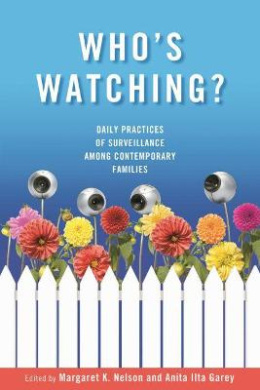 WHO'S
WATCHING?
DAILY PRACTICES
OF SURVEILLANCE
AMONG CONTEMPORARY
FAMILIES
Edited by Margaret K. Nelson and Anita Ilta Garey